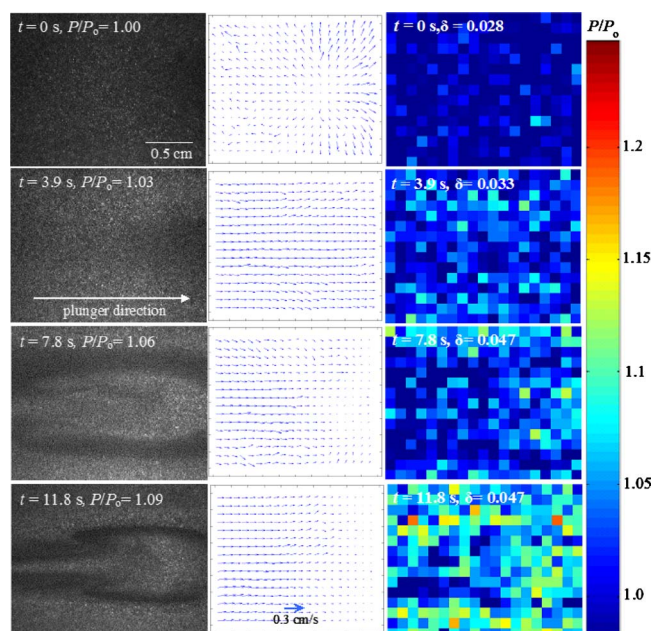 t = 0 s, P/Po= 1.00
0.5 cm
t = 0 s,δ = 0.028
P/Po
t = 3.9 s, P/Po= 1.03
plunger direction
t = 3.9 s, δ = 0.033
t = 7.8 s, P/Po= 1.06
t = 7.8 s, δ= 0.047
t = 11.8 s, P/Po= 1.09
0.3 cm/s
t = 11.8 s, δ= 0.047
1.2
1.15
1.1
1.05
1.0